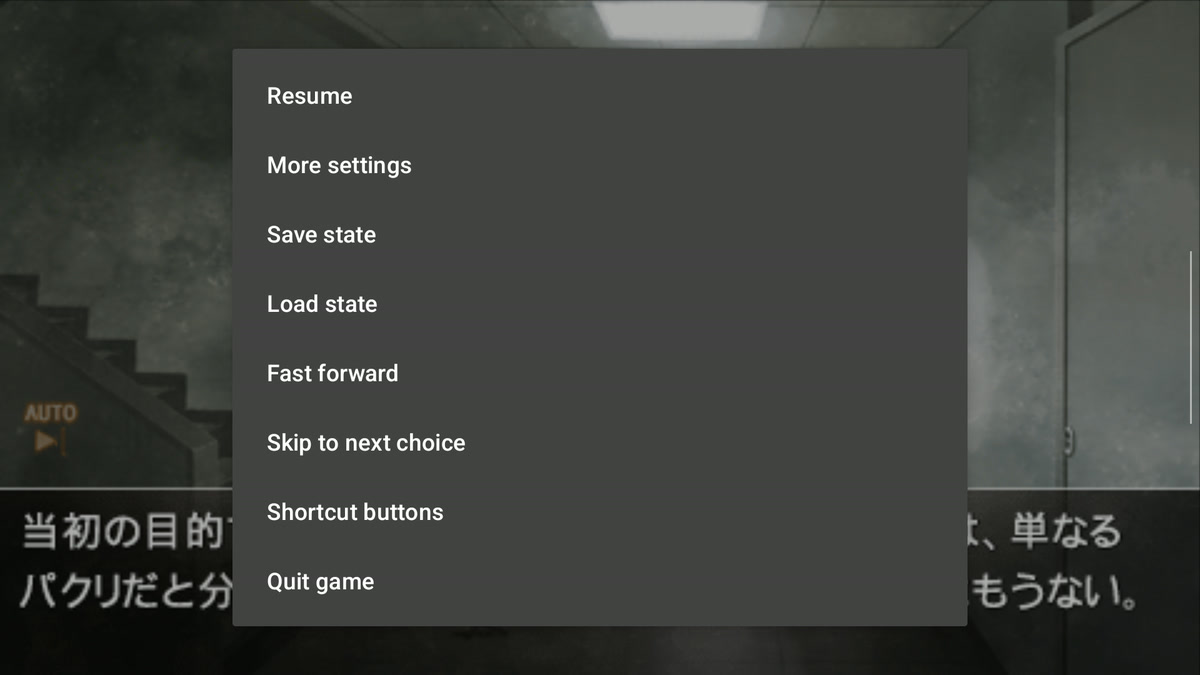 Resume
More settings
Save state
Load state
Fast forward
Skip to next choice
Shortcut buttons
Quit game
AUTO
当初の目的 、単なる
パクリだと分 もうない。